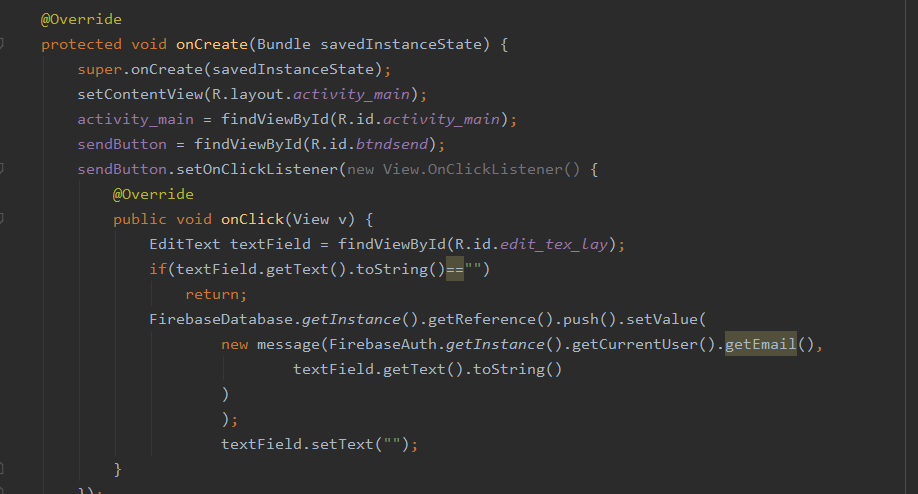 @Override
protected void onCreate(Bundle savedInstanceState) {
super.onCreate(savedInstanceState);
setContentView(R.layout.activity_main);
activity_main = findViewById(R.id.activity_main);
sendButton = findViewById(R.id.btndsend);
sendButton.setOnClickListener(new View.OnClickListener() {
@Override
public void onClick(View v) {
EditText textField = findViewById(R.id.edit_tex_lay);
if(textField.getText().toString()=="")
return;
FirebaseDatabase.getInstance().getReference().push().setValue(
new message(FirebaseAuth.getInstance().getCurrentUser().getEmail(),
textField.getText().toString()
)
);
textField.setText("");
}
});